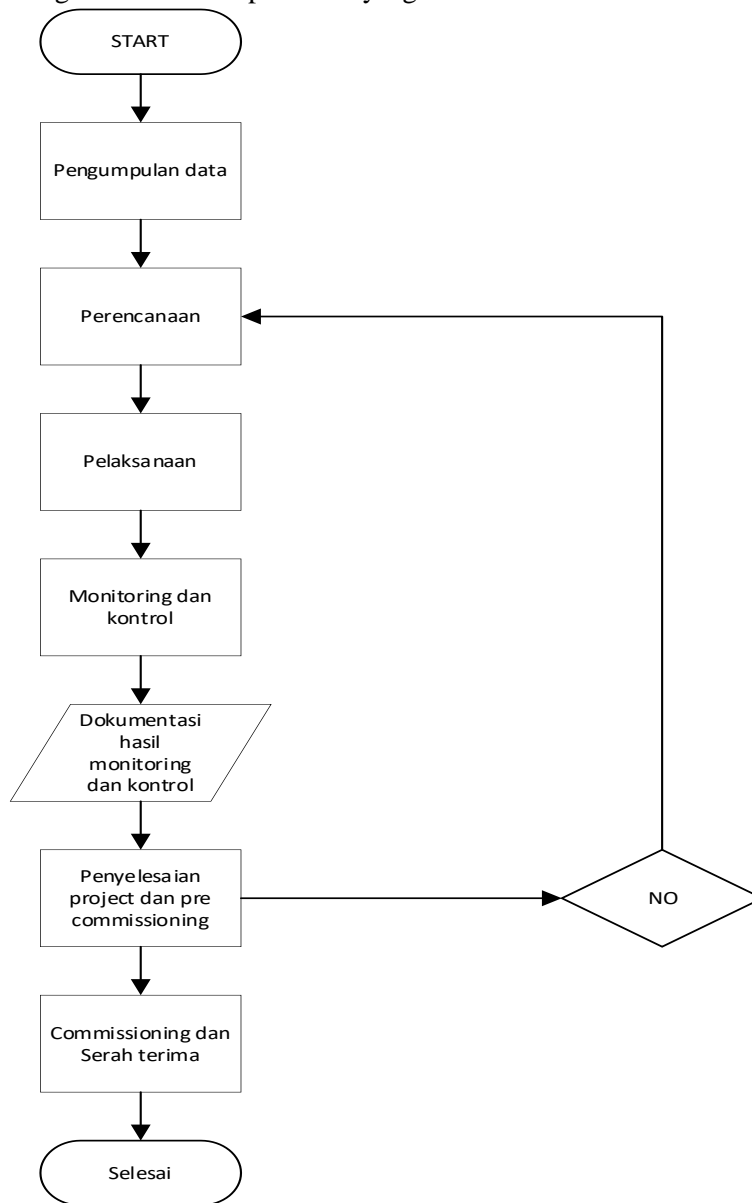 START
Pengumpulan data
Perencanaan
Pelaksanaan
Monitoring dan
kontrol
Dokumentasi
hasil
monitoring
dan kontrol
Penyelesaian
project dan pre
commissioning
NO
Commissioning dan
Serah terima
Selesai